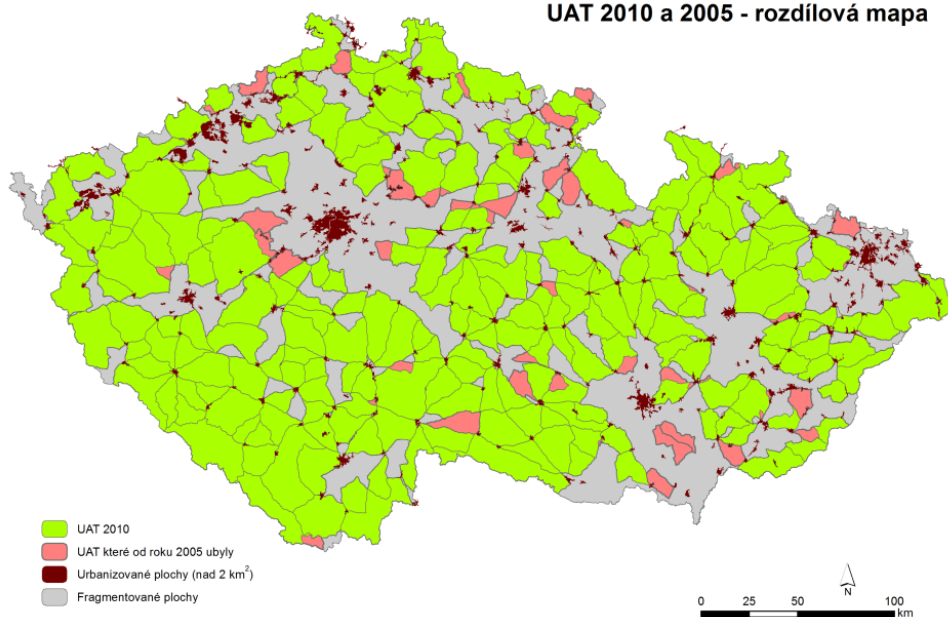 UAT 2010 a 2005 - rozdílová mapa
UAT 2010
UAT které od roku 2005 ubyly
Urbanizované plochy (nad 2 km²)
Fragmentované plochy
N
0 25 50 100
km